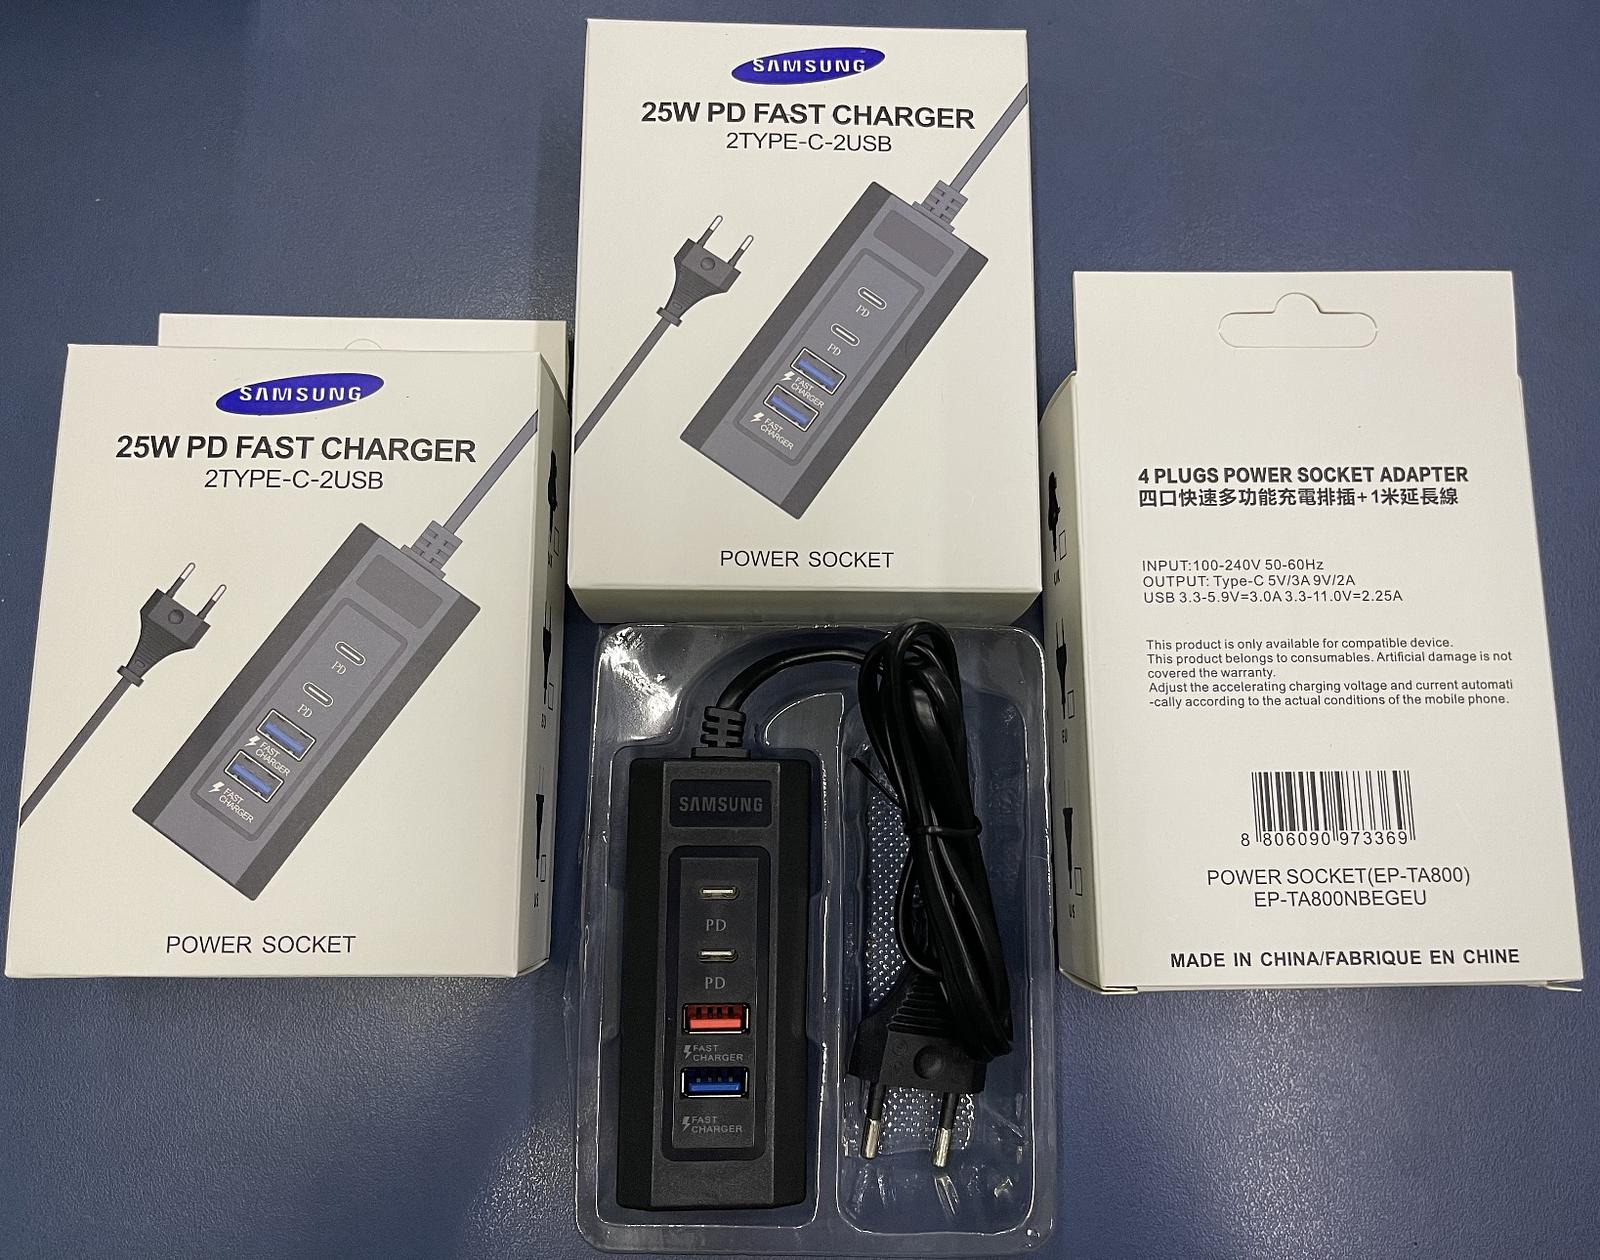 SAMSUNG
25W PD FAST CHARGER
2TYPE-C-2USB
PD
PD
FAST
CHARGER
FAST
CHARGER
POWER SOCKET
SAMSUNG
25W PD FAST CHARGER
2TYPE-C-2USB
PD
PD
FAST
CHARGER
FAST
CHARGER
POWER SOCKET
EU
US
SAMSUNG
PD
PD
FAST
CHARGER
FAST
CHARGER
UK
EU
US
4 PLUGS POWER SOCKET ADAPTER
四口快速多功能充電排插+1米延長線
INPUT:100-240V 50-60Hz
OUTPUT: Type-C 5V/3A 9V/2A
USB 3.3-5.9V=3.0A 3.3-11.0V=2.25A
This product is only available for compatible device.
This product belongs to consumables. Artificial damage is not
covered the warranty.
Adjust the accelerating charging voltage and current automati
-cally according to the actual conditions of the mobile phone.
8 806090 973369
POWER SOCKET(EP-TA800)
EP-TA800NBEGEU
MADE IN CHINA/FABRIQUE EN CHINE